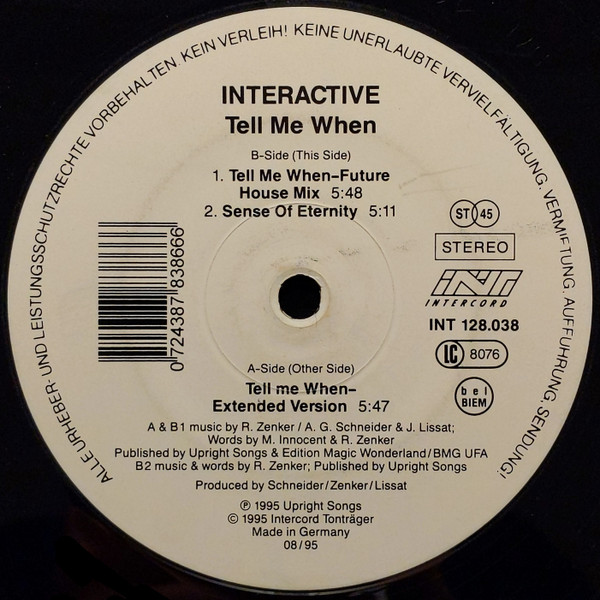 ALLE URHEBER- UND LEISTUNGSSCHUTZRECHTE VORBEHALTEN. KEIN VERLEIH! KEINE UNERLAUBTE VERVIELFÄLTIGUNG, VERMIETUNG, AUFFÜHRUNG, SENDUNG!
INTERACTIVE
Tell Me When
B-Side (This Side)
1. Tell Me When–Future
House Mix 5:48
2. Sense Of Eternity 5:11
ST 45
STEREO
INT
INTERCORD
INT 128.038
LC 8076
bel
BIEM
0 724387 838666
A-Side (Other Side)
Tell me When–
Extended Version 5:47
A & B1 music by R. Zenker / A. G. Schneider & J. Lissat;
Words by M. Innocent & R. Zenker
Published by Upright Songs & Edition Magic Wonderland/BMG UFA
B2 music & words by R. Zenker; Published by Upright Songs
Produced by Schneider/Zenker/Lissat
℗ 1995 Upright Songs
© 1995 Intercord Tonträger
Made in Germany
08/95